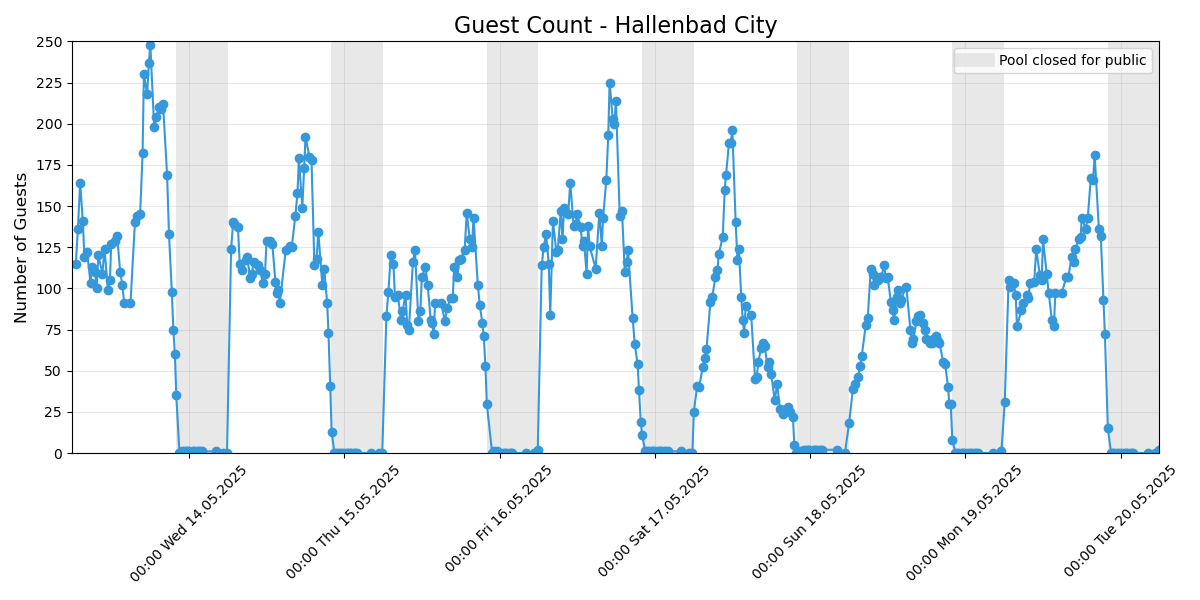 Guest Count - Hallenbad City
Number of Guests
250
225
200
175
150
125
100
75
50
25
0
Pool closed for public
00:00 Wed 14.05.2025
00:00 Thu 15.05.2025
00:00 Fri 16.05.2025
00:00 Sat 17.05.2025
00:00 Sun 18.05.2025
00:00 Mon 19.05.2025
00:00 Tue 20.05.2025